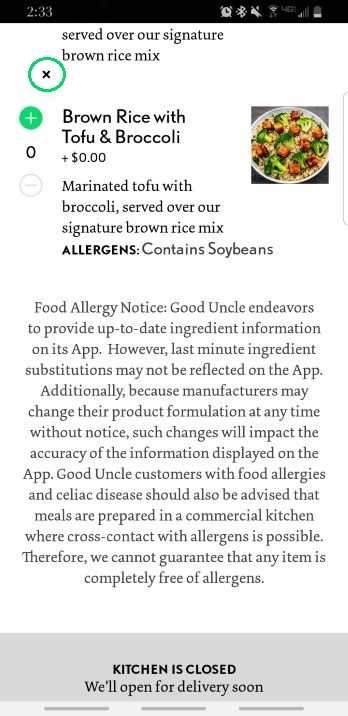 2:33
served over our signature
brown rice mix
Brown Rice with
Tofu & Broccoli
+ $0.00
0
Marinated tofu with
broccoli, served over our
signature brown rice mix
ALLERGENS: Contains Soybeans
Food Allergy Notice: Good Uncle endeavors
to provide up-to-date ingredient information
on its App.  However, last minute ingredient
substitutions may not be reflected on the App.
Additionally, because manufacturers may
change their product formulation at any time
without notice, such changes will impact the
accuracy of the information displayed on the
App. Good Uncle customers with food allergies
and celiac disease should also be advised that
meals are prepared in a commercial kitchen
where cross-contact with allergens is possible.
Therefore, we cannot guarantee that any item is
completely free of allergens.
KITCHEN IS CLOSED
We'll open for delivery soon